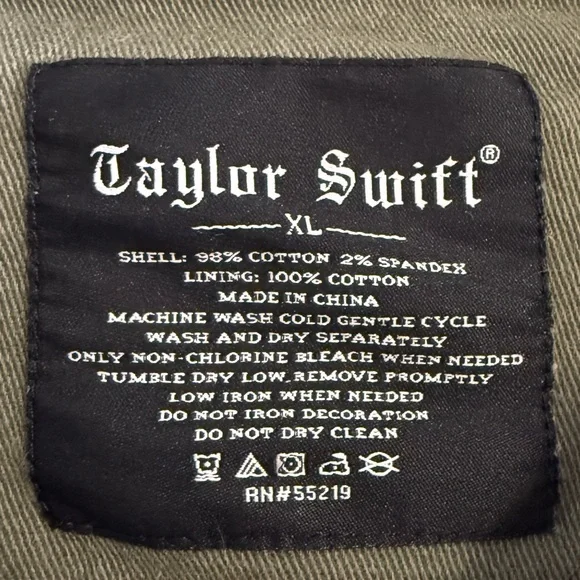 Taylor Swift®
XL
SHELL: 98% COTTON 2% SPANDEX
LINING: 100% COTTON
MADE IN CHINA
MACHINE WASH COLD GENTLE CYCLE
WASH AND DRY SEPARATELY
ONLY NON-CHLORINE BLEACH WHEN NEEDED
TUMBLE DRY LOW. REMOVE PROMPTLY
LOW IRON WHEN NEEDED
DO NOT IRON DECORATION
DO NOT DRY CLEAN
RN#55219